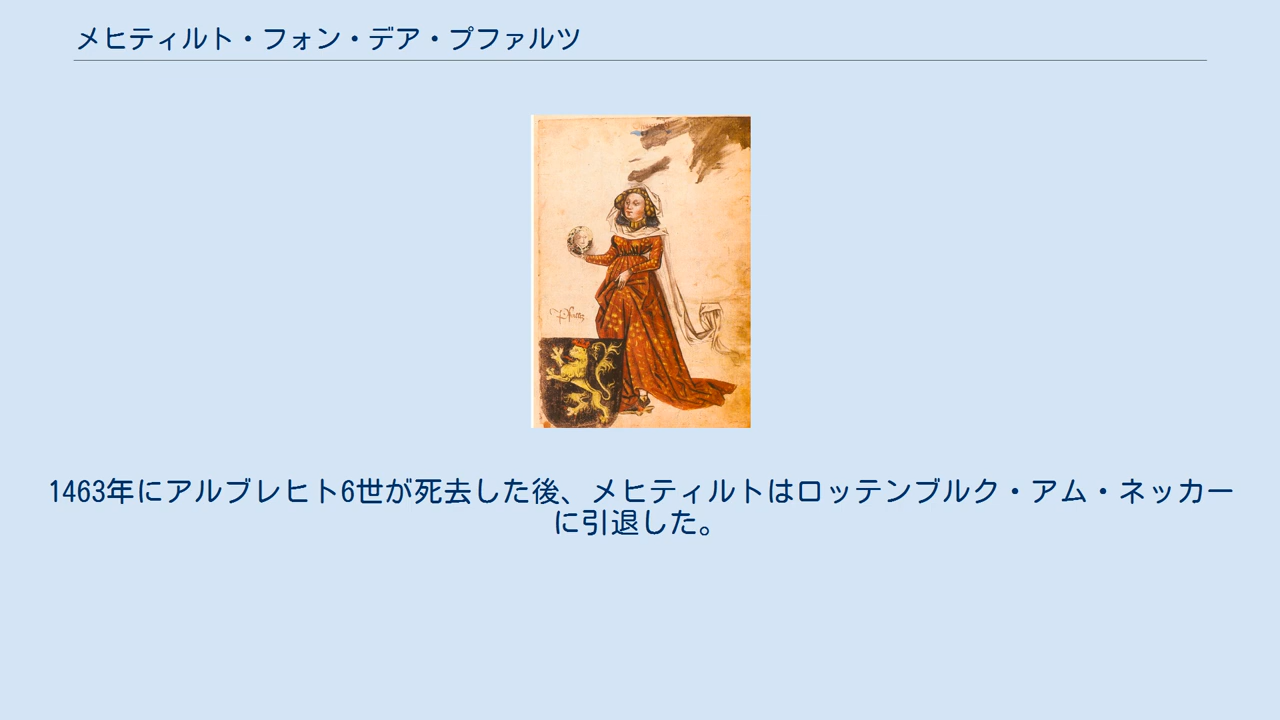 メヒティルト・フォン・デア・プファルツ
1463年にアルブレヒト6世が死去した後、メヒティルトはロッテンブルク・アム・ネッカー
に引退した。